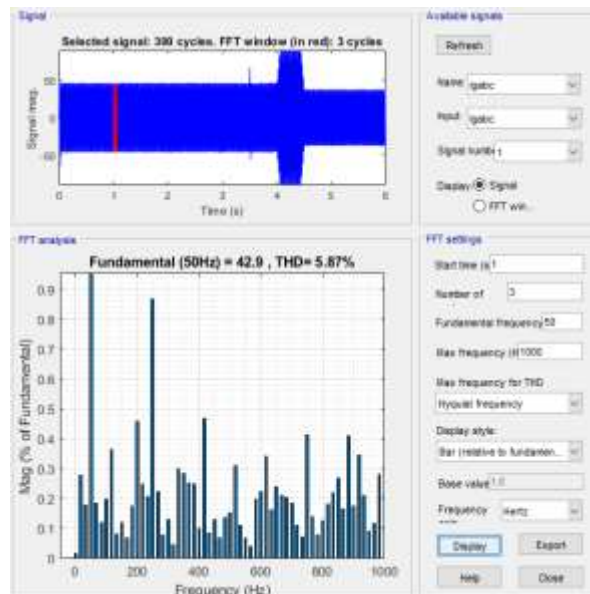 Signal
Selected signal: 399 cycles. FFT window (in red): 3 cycles
50
0
-50
Signal mag.
0
1
2
3
4
5
6
Time (s)
Available signals
Refresh
Name: Igabc
Input: Igabc
Signal numbe 1
Display: Signal
FFT win...
FFT analysis
Fundamental (50Hz) = 42.9 , THD= 5.87%
0.9
0.8
0.7
0.6
0.5
0.4
0.3
0.2
0.1
0
Mag (% of Fundamental)
0
200
400
600
800
1000
Frequency (Hz)
FFT settings
Start time (s 1
Number of 3
Fundamental frequency 50
Max frequency (H 1000
Max frequency for THD
Nyquist frequency
Display style:
Bar (relative to fundamen...
Base value 1.0
Frequency Hertz
Display
Export
Help
Close